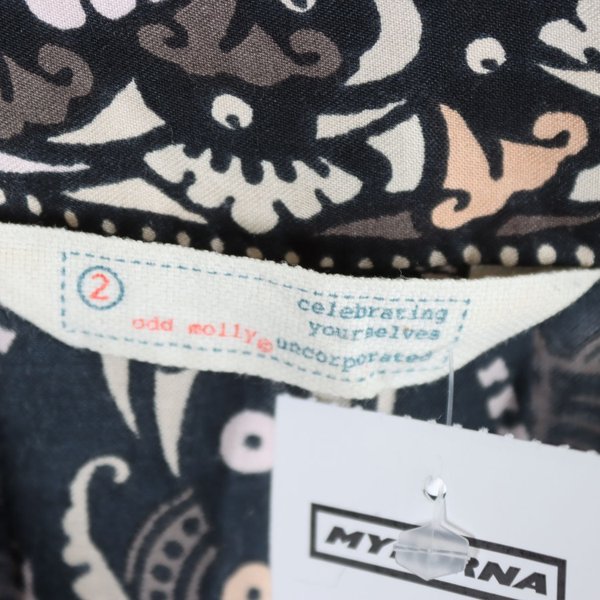 2
celebrating
yourselves
odd molly©
uncorporated